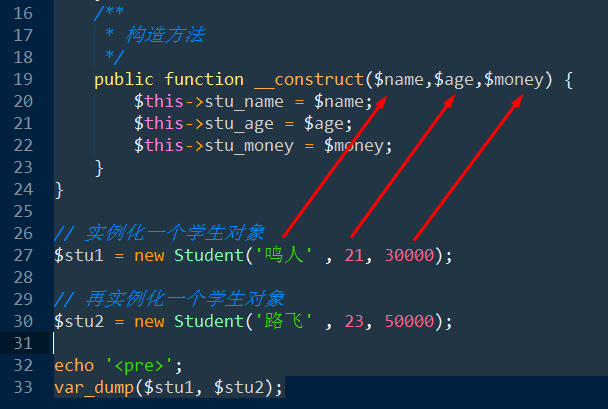 16 /**
17 * 构造方法
18 */
19 public function __construct($name,$age,$money) {
20 $this->stu_name = $name;
21 $this->stu_age = $age;
22 $this->stu_money = $money;
23 }
24 }
25
26 // 实例化一个学生对象
27 $stu1 = new Student('鸣人' , 21, 30000);
28
29 // 再实例化一个学生对象
30 $stu2 = new Student('路飞' , 23, 50000);
31
32 echo '<pre>';
33 var_dump($stu1, $stu2);